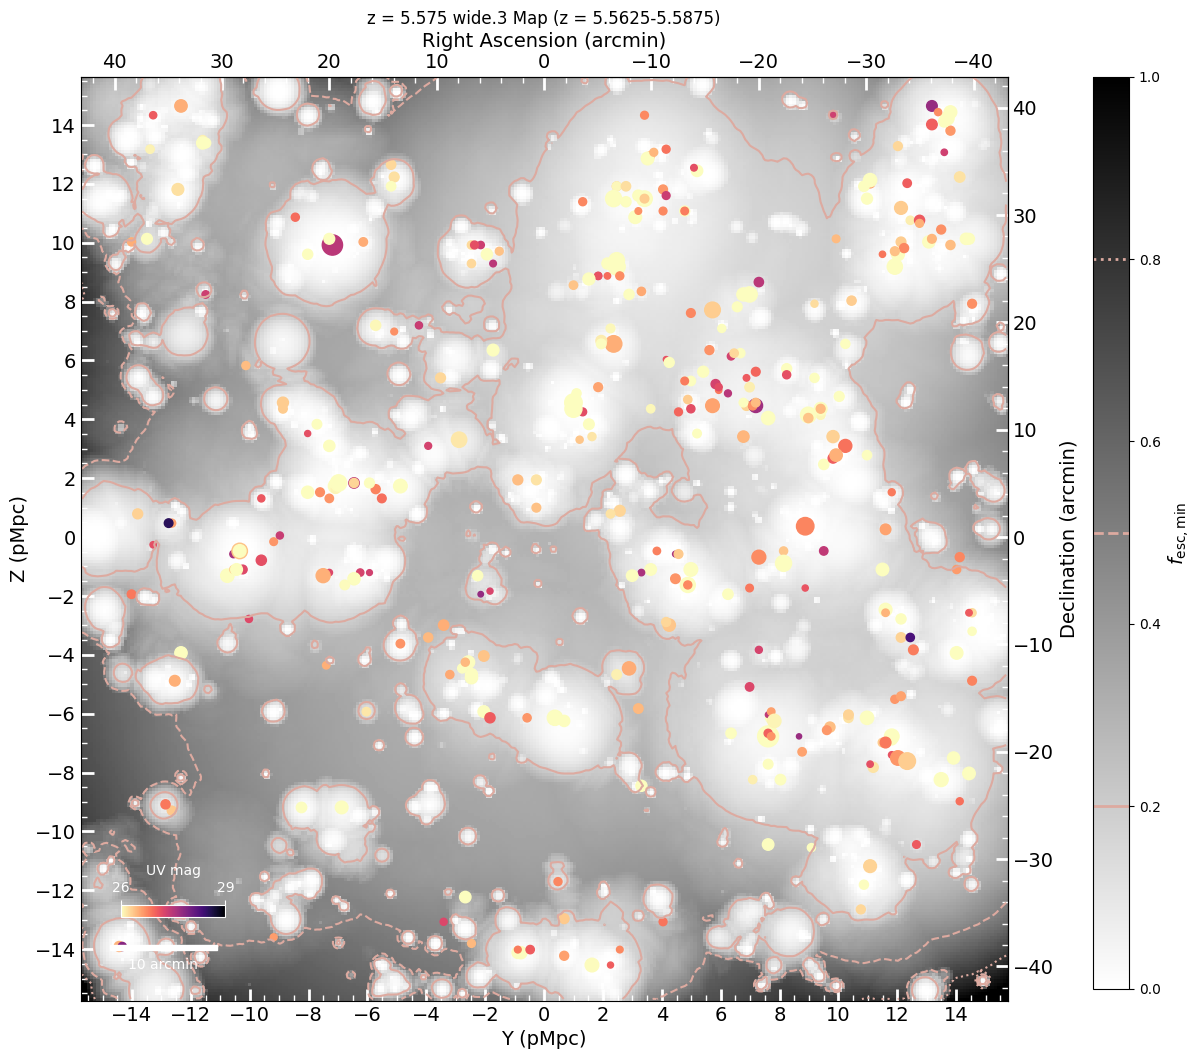 z = 5.575 wide.3 Map (z = 5.5625-5.5875)
Right Ascension (arcmin)
40 30 20 10 0 −10 −20 −30 −40
14 12 10 8 6 4 2 0 −2 −4 −6 −8 −10 −12 −14
Z (pMpc)
40 30 20 10 0 −10 −20 −30 −40
Declination (arcmin)
1.0 0.8 0.6 0.4 0.2 0.0
fesc,min
UV mag
26 29
10 arcmin
−14 −12 −10 −8 −6 −4 −2 0 2 4 6 8 10 12 14
Y (pMpc)